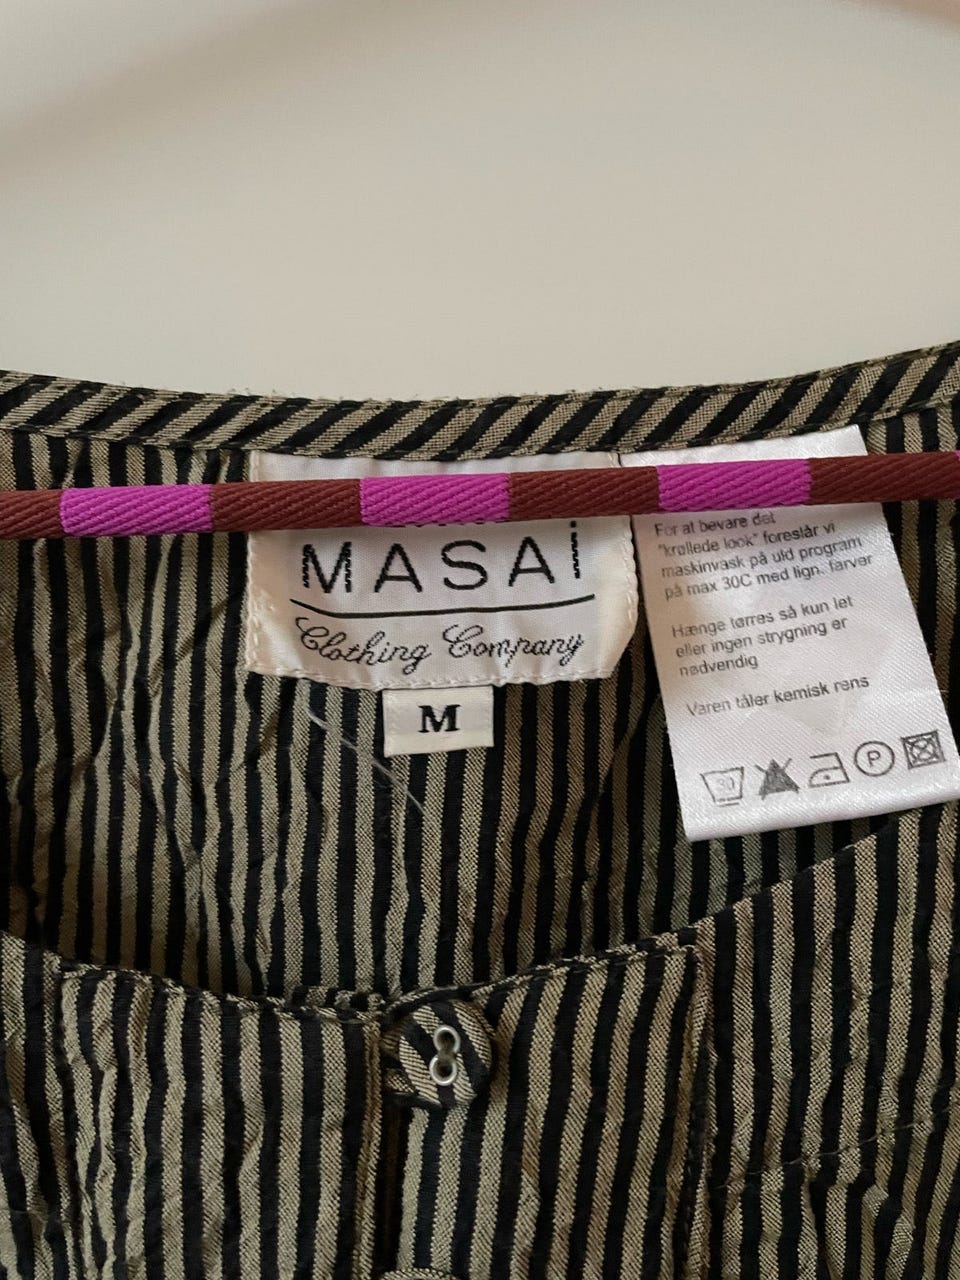 MASAi
Clothing Company
M
For at bevare det
"krøllede look" foreslår vi
maskinvask på uld program
på max 30C med lign. farver
Hænge tørres så kun let
eller ingen strygning er
nødvendig
Varen tåler kemisk rens
30 P